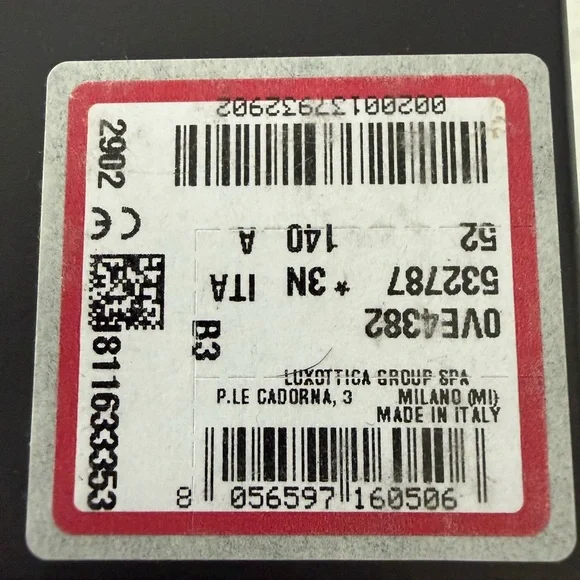 LUXOTTICA GROUP SPA
P.LE CADORNA, 3 MILANO (MI)
MADE IN ITALY
8 056597 160506
0VE4382
532787 * 3N ITA
52 140 A
00200137932902
R3
2902
CE